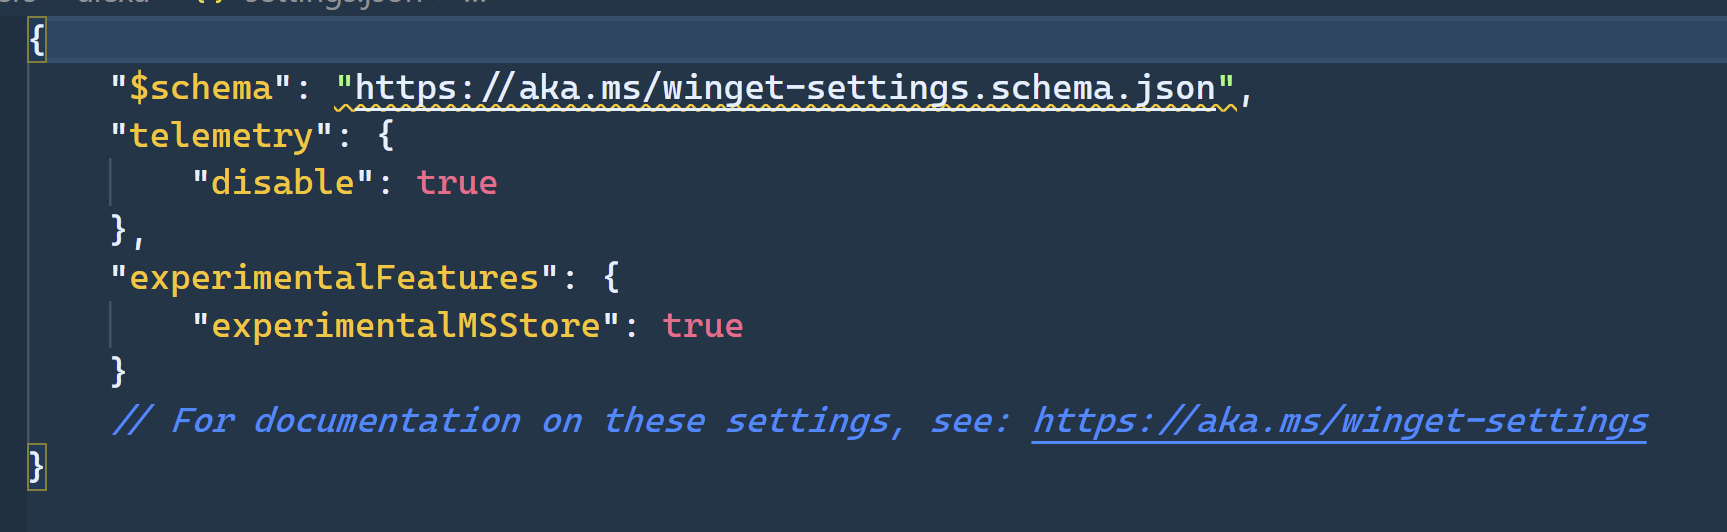 {
    "$schema": "https://aka.ms/winget-settings.schema.json",
    "telemetry": {
        "disable": true
    },
    "experimentalFeatures": {
        "experimentalMSStore": true
    }
    // For documentation on these settings, see: https://aka.ms/winget-settings
}